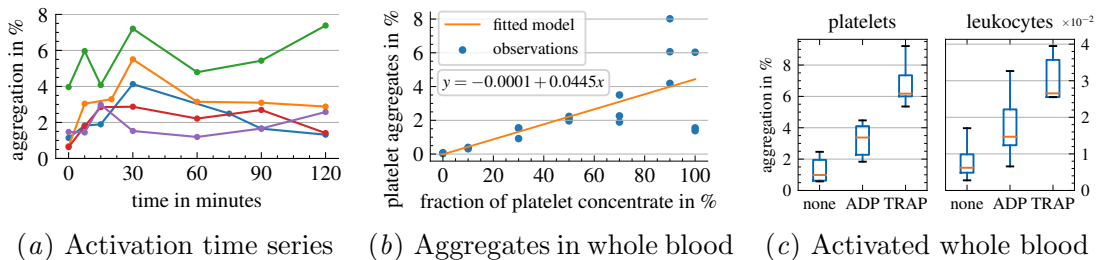 aggregation in %
8
6
4
2
0
0 30 60 90 120
time in minutes
(a) Activation time series
platelet aggregates in %
8
6
4
2
0
fitted model
observations
y = −0.0001 + 0.0445x
0 20 40 60 80 100
fraction of platelet concentrate in %
(b) Aggregates in whole blood
platelets
aggregation in %
8
6
4
2
0
none ADP TRAP
leukocytes ×10⁻²
4
3
2
1
0
none ADP TRAP
(c) Activated whole blood